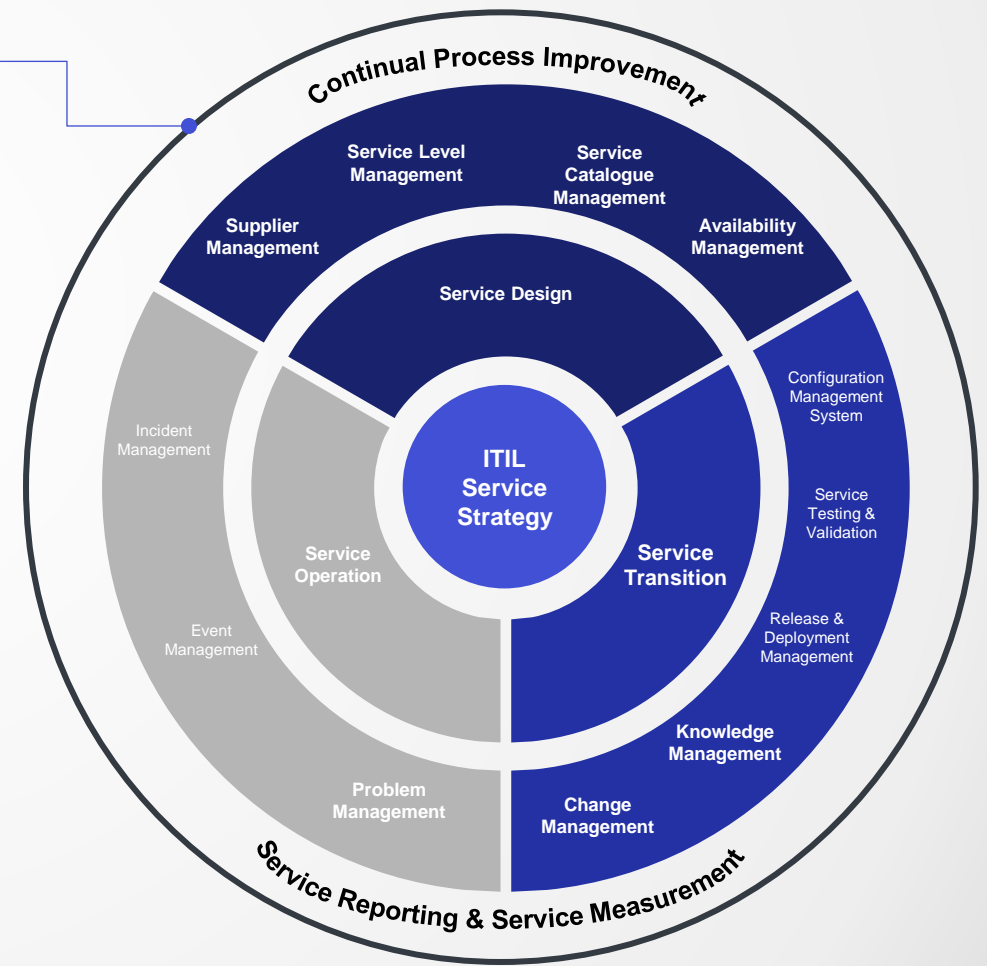 Continual Process Improvement
Service Level
Management
Service
Catalogue
Management
Supplier
Management
Availability
Management
Service Design
Configuration
Management
System
Incident
Management
ITIL
Service
Strategy
Service
Testing &
Validation
Service
Operation
Service
Transition
Event
Management
Release &
Deployment
Management
Knowledge
Management
Problem
Management
Change
Management
Service Reporting & Service Measurement